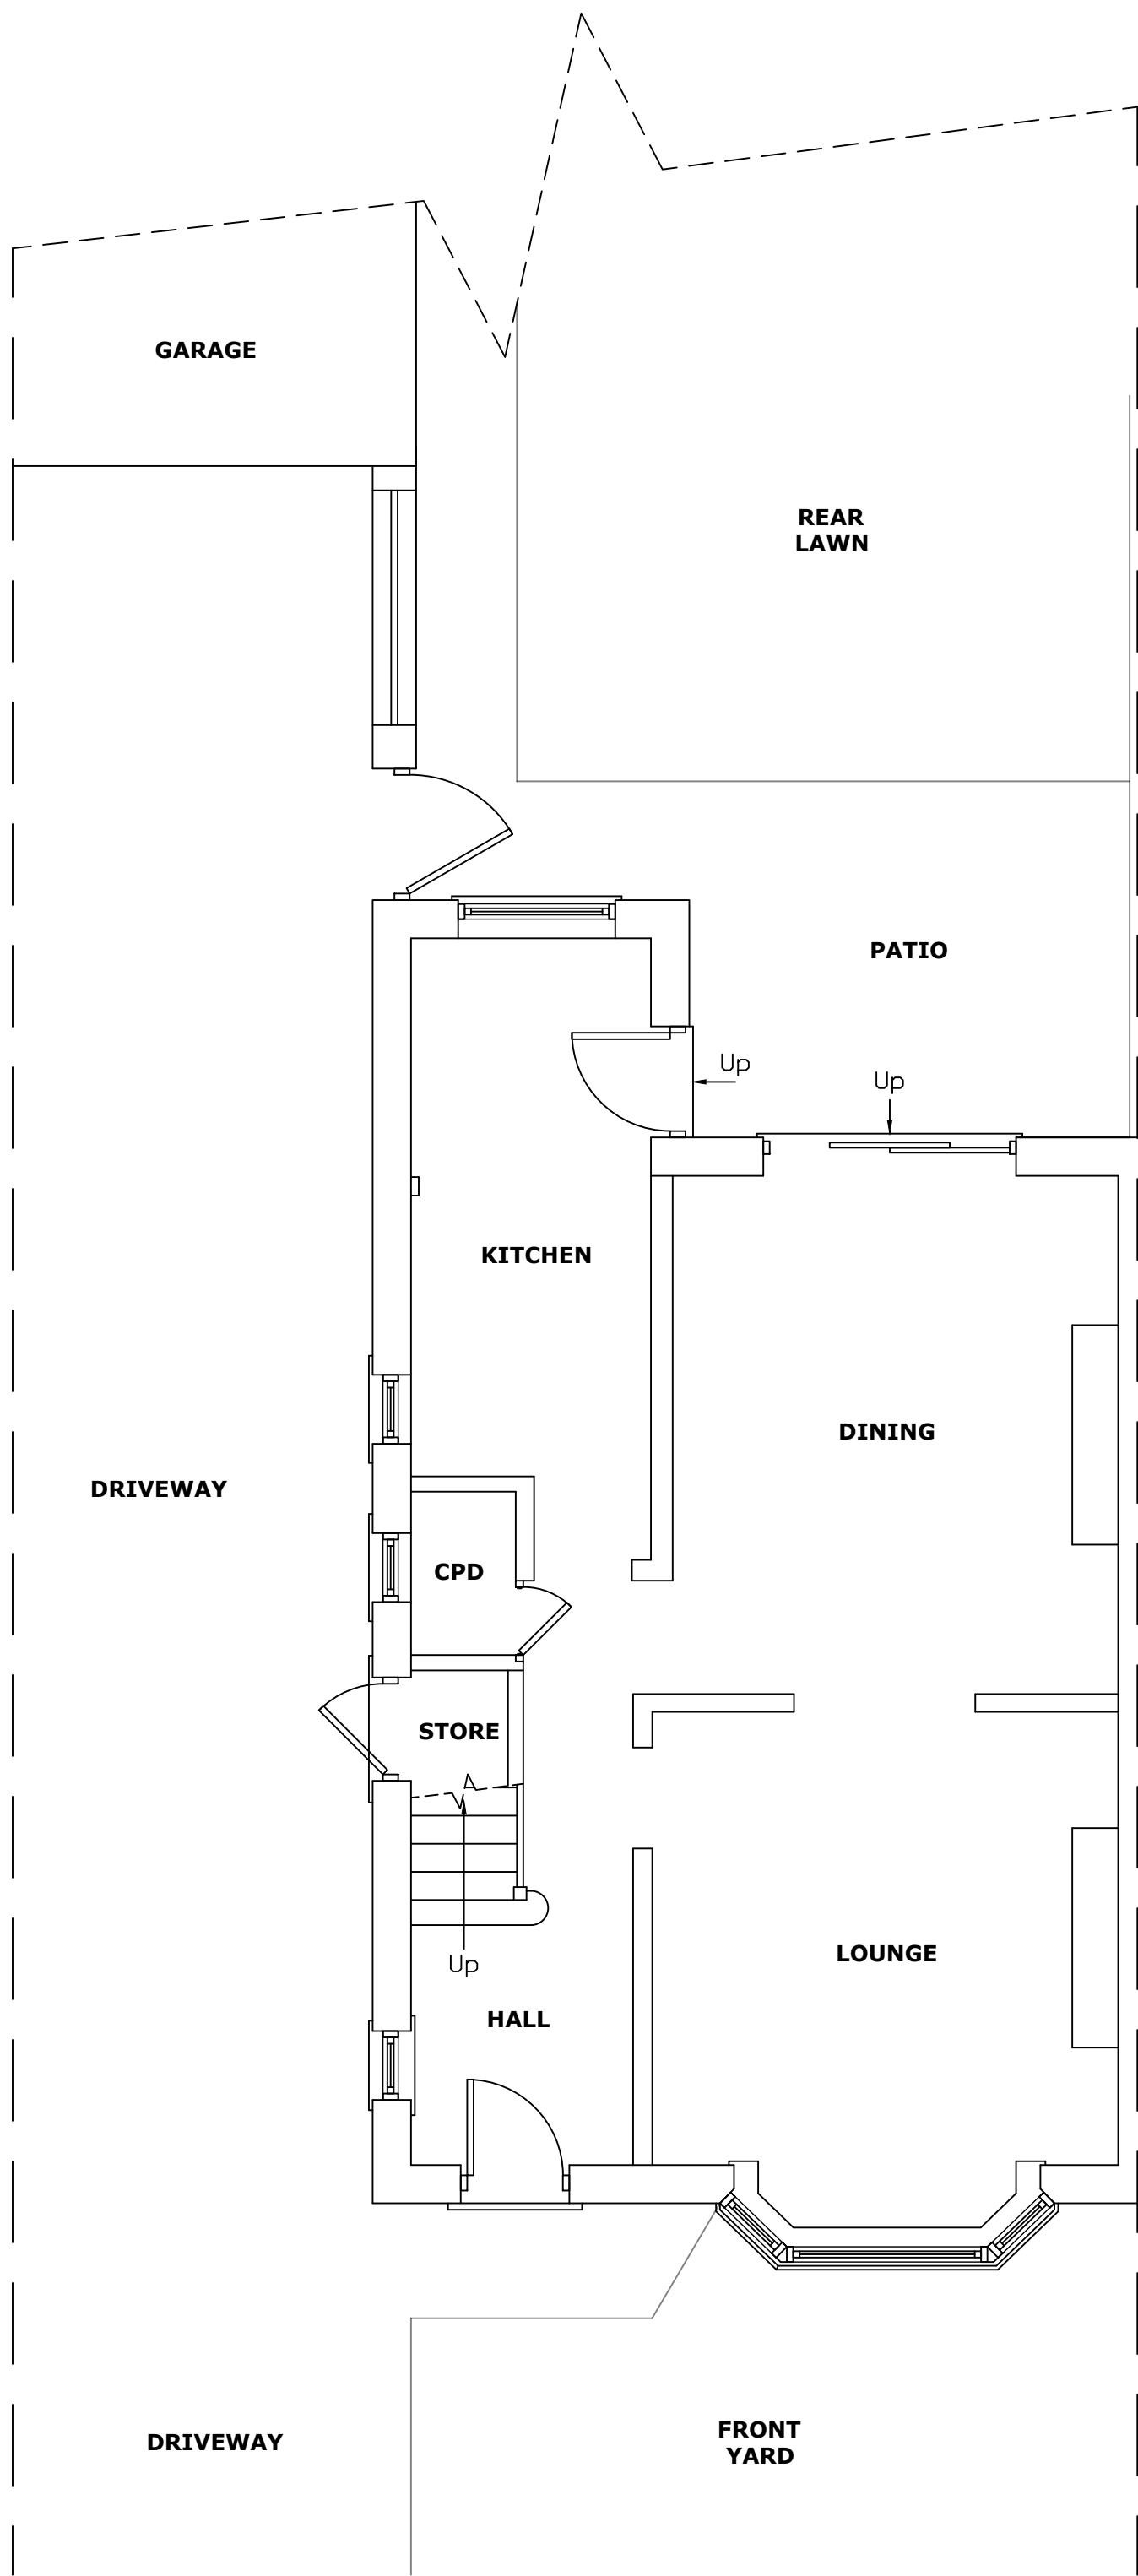 GARAGE
REAR
LAWN
PATIO
Up
Up
KITCHEN
DINING
DRIVEWAY
CPD
STORE
LOUNGE
Up
HALL
FRONT
YARD
DRIVEWAY